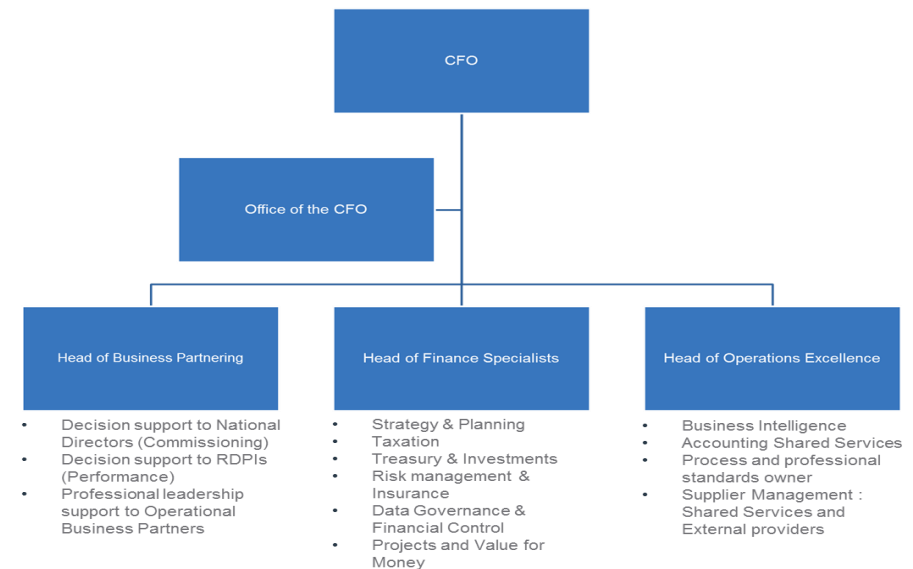 CFO
Office of the CFO
Head of Business Partnering
• Decision support to National
Directors (Commissioning)
• Decision support to RDPIs
(Performance)
• Professional leadership
support to Operational
Business Partners
Head of Finance Specialists
• Strategy & Planning
• Taxation
• Treasury & Investments
• Risk management &
Insurance
• Data Governance &
Financial Control
• Projects and Value for
Money
Head of Operations Excellence
• Business Intelligence
• Accounting Shared Services
• Process and professional
standards owner
• Supplier Management :
Shared Services and
External providers